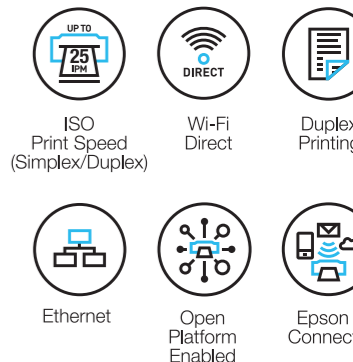 UP TO
25
IPM
ISO
Print Speed
(Simplex/Duplex)
DIRECT
Wi-Fi
Direct
Duplex
Printing
Ethernet
Open
Platform
Enabled
Epson
Connect